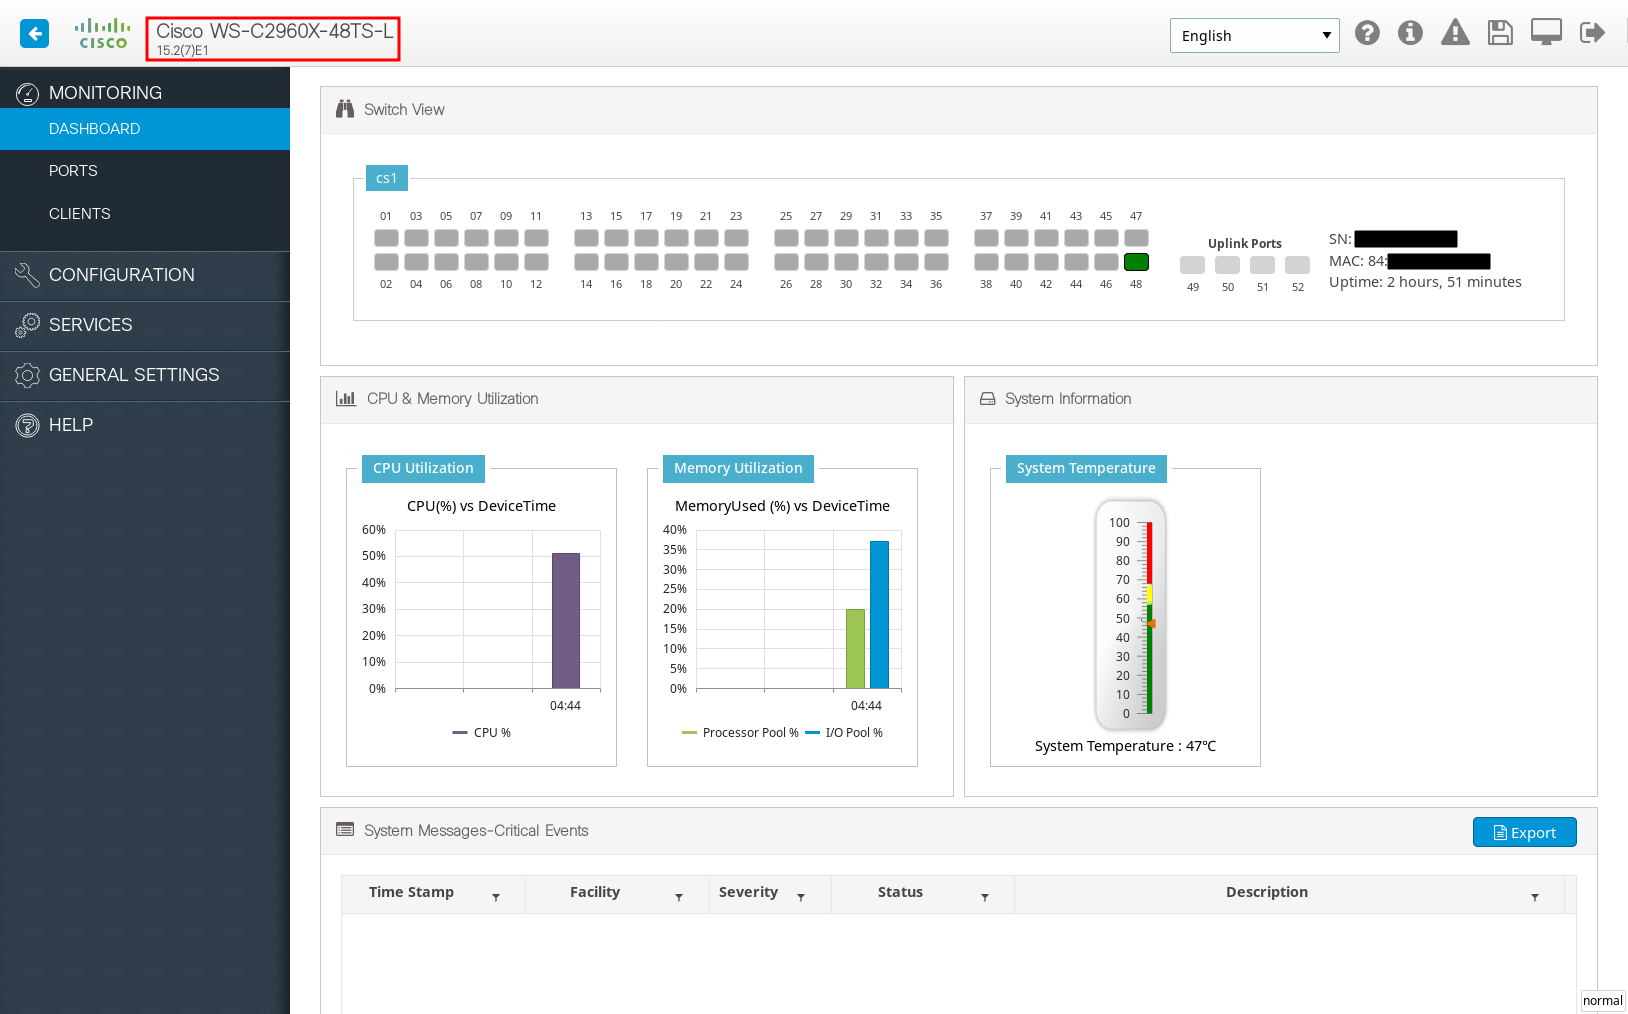 cisco
Cisco WS-C2960X-48TS-L
15.2(7)E1
English
MONITORING
DASHBOARD
PORTS
CLIENTS
CONFIGURATION
SERVICES
GENERAL SETTINGS
HELP
Switch View
cs1
01 03 05 07 09 11 13 15 17 19 21 23 25 27 29 31 33 35 37 39 41 43 45 47
02 04 06 08 10 12 14 16 18 20 22 24 26 28 30 32 34 36 38 40 42 44 46 48
Uplink Ports
49 50 51 52
SN:
MAC: 84:
Uptime: 2 hours, 51 minutes
CPU & Memory Utilization
CPU Utilization
CPU(%) vs DeviceTime
60%
50%
40%
30%
20%
10%
0%
04:44
CPU %
Memory Utilization
MemoryUsed (%) vs DeviceTime
40%
35%
30%
25%
20%
15%
10%
5%
0%
04:44
Processor Pool % I/O Pool %
System Information
System Temperature
100
90
80
70
60
50
40
30
20
10
0
System Temperature : 47℃
System Messages-Critical Events
Export
Time Stamp Facility Severity Status Description
normal